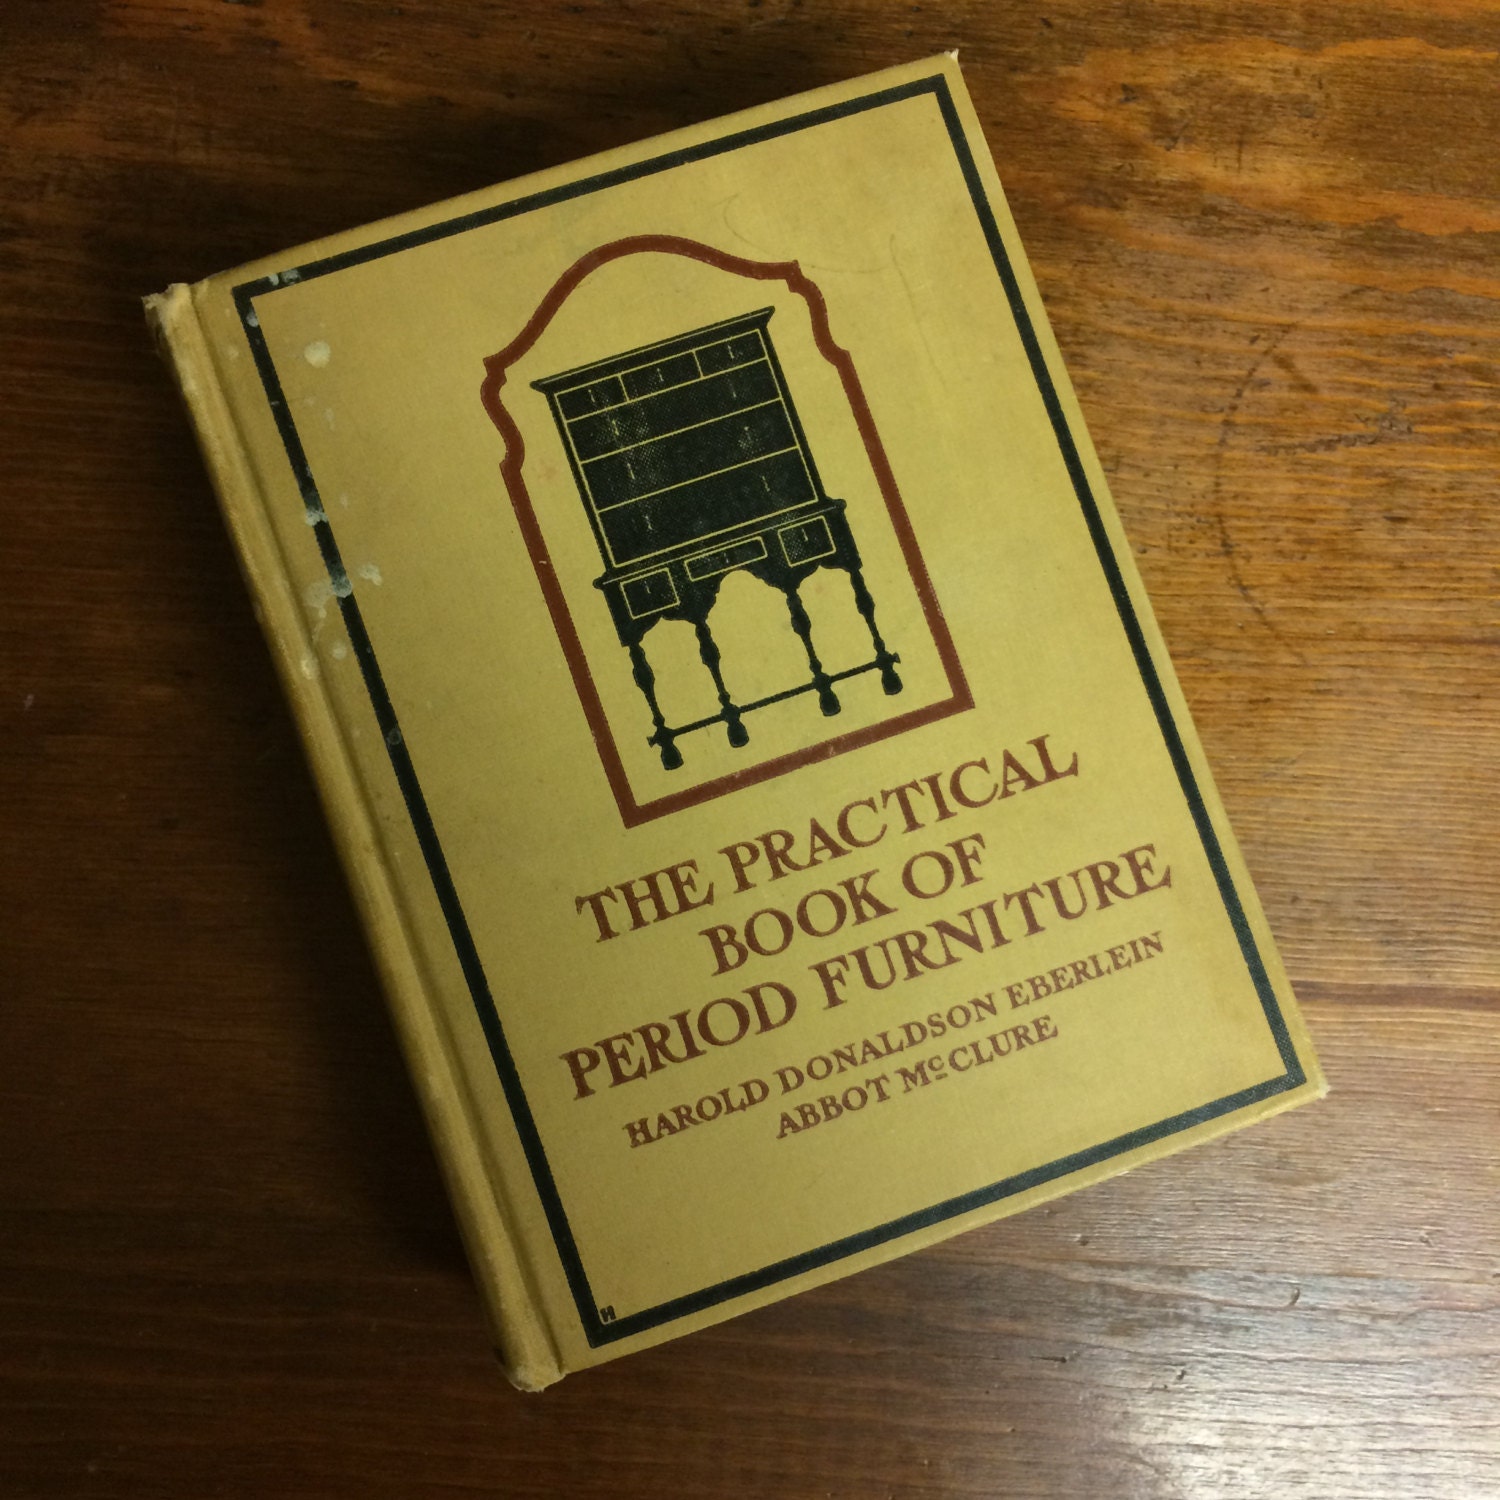 THE PRACTICAL
BOOK OF
PERIOD FURNITURE
HAROLD DONALDSON EBERLEIN
ABBOT McCLURE
H